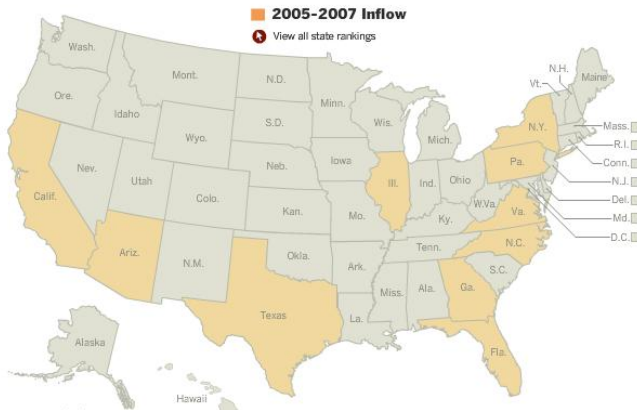 2005-2007 Inflow
View all state rankings
Wash.
Mont.
N.D.
Minn.
Ore.
Idaho
Wyo.
S.D.
Wis.
Mich.
Vt.
N.H.
Maine
N.Y.
Mass.
R.I.
Conn.
N.J.
Del.
Md.
D.C.
Nev.
Utah
Colo.
Neb.
Iowa
Ill.
Ind.
Ohio
Pa.
W.Va.
Va.
Calif.
Kan.
Mo.
Ky.
N.C.
Ariz.
N.M.
Okla.
Ark.
Tenn.
S.C.
Texas
La.
Miss.
Ala.
Ga.
Fla.
Alaska
Hawaii